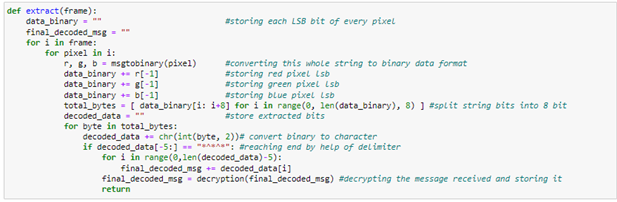 def extract(frame):
    data_binary = ""                         #storing each LSB bit of every pixel
    final_decoded_msg = ""
    for i in frame:
        for pixel in i:
            r, g, b = msgtobinary(pixel)     #converting this whole string to binary data format
            data_binary += r[-1]             #storing red pixel Lsb
            data_binary += g[-1]             #storing green pixel Lsb
            data_binary += b[-1]             #storing blue pixel Lsb
            total_bytes = [ data_binary[i: i+8] for i in range(0, len(data_binary), 8) ] #split string bits into 8 bit
            decoded_data = ""                #store extracted bits
            for byte in total_bytes:
                decoded_data += chr(int(byte, 2))# convert binary to character
                if decoded_data[-5:] == "*^*^*": #reaching end by help of delimiter
                    for i in range(0,len(decoded_data)-5):
                        final_decoded_msg += decoded_data[i]
                    final_decoded_msg = decryption(final_decoded_msg) #decrypting the message received and storing it
                    return